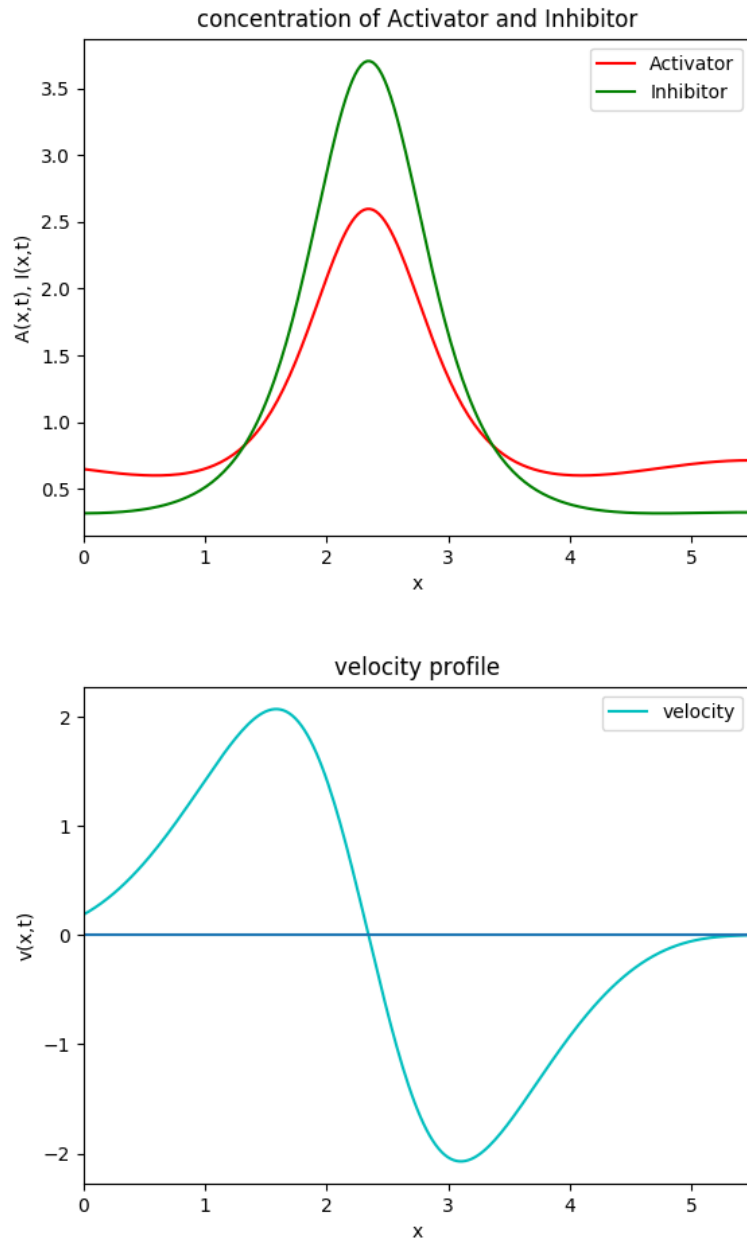 concentration of Activator and Inhibitor
Activator
Inhibitor
3.5
3.0
2.5
2.0
1.5
1.0
0.5
A(x,t), I(x,t)
0 1 2 3 4 5
x
velocity profile
velocity
2
1
0
−1
−2
v(x,t)
0 1 2 3 4 5
x